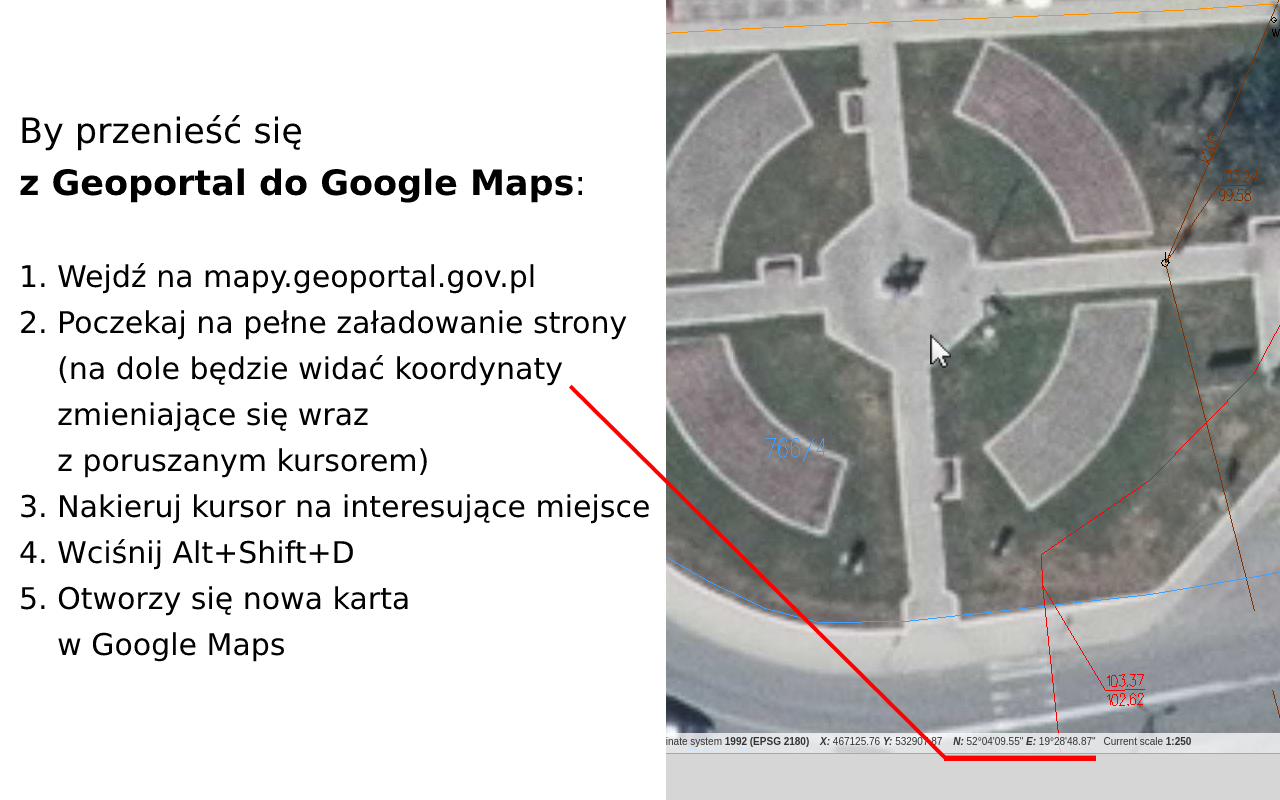 By przenieść się
z Geoportal do Google Maps:
1. Wejdź na mapy.geoportal.gov.pl
2. Poczekaj na pełne załadowanie strony
(na dole będzie widać koordynaty
zmieniające się wraz
z poruszanym kursorem)
3. Nakieruj kursor na interesujące miejsce
4. Wciśnij Alt+Shift+D
5. Otworzy się nowa karta
w Google Maps
99.58
766/4
103.37
102.62
inate system 1992 (EPSG 2180) X: 467125.76 Y: 532907.87 N: 52°04'09.55" E: 19°28'48.87" Current scale 1:250